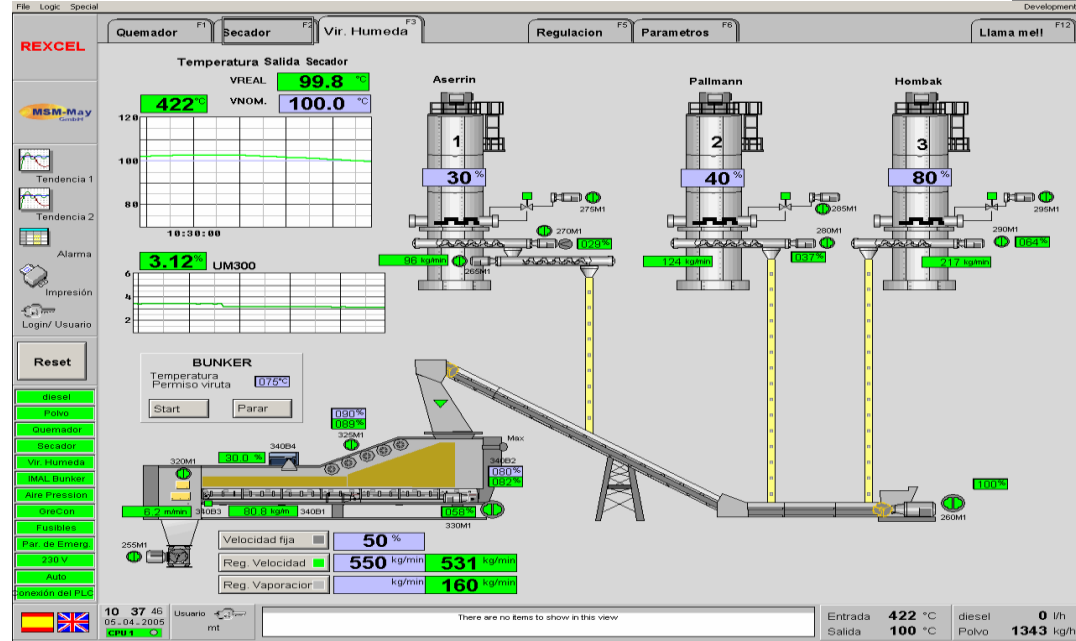 File Logic Special Development
REXCEL
Quemador F1
Secador F2
Vir. Humeda F3
Regulacion F5
Parametros F6
Llama me!! F12
MSM-May
GmbH
Tendencia 1
Tendencia 2
Alarma
Impresión
Login/ Usuario
Reset
diesel
Polvo
Quemador
Secador
Vir. Humeda
IMAL Bunker
Aire Pression
GreCon
Fusibles
Par. de Emerg.
230 V
Auto
Conexión del PLC
Temperatura Salida Secador
VREAL 99.8 °C
422 °C VNOM. 100.0 °C
120
100
80
10:30:00
3.12 % UM300
6
4
2
Aserrin
1
30 %
275M1
270M1
029%
96 kg/min
265M1
Pallmann
2
40 %
285M1
280M1
037%
124 kg/min
Hombak
3
80 %
295M1
290M1
064%
217 kg/min
BUNKER
Temperatura
Permiso viruta 075°C
Start Parar
090%
089%
325M1
Max
340B4
30.0 %
320M1
340B2
080%
082%
6.2 m/min 340B3 80.8 kg/m 340B1 058%
330M1
100%
260M1
255M1
Velocidad fija 50 %
Reg. Velocidad 550 kg/min 531 kg/min
Reg. Vaporacior kg/min 160 kg/min
10 37 46
05-04-2005
CPU 1
Usuario
mt
There are no items to show in this view
Entrada 422 °C
Salida 100 °C
diesel 0 l/h
Polvo 1343 kg/h